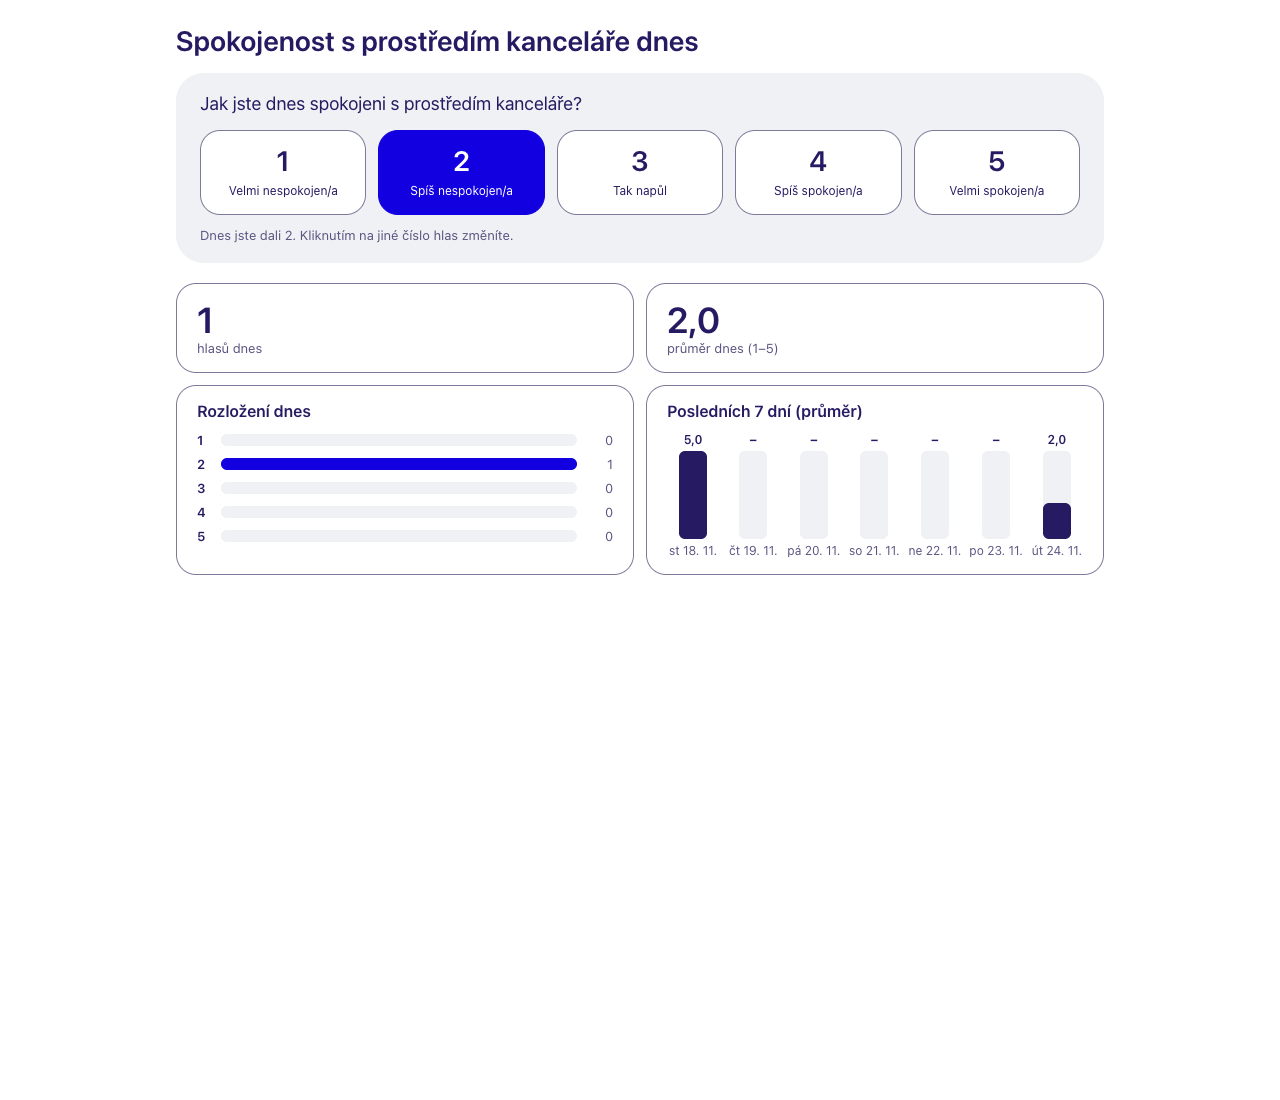 Spokojenost s prostředím kanceláře dnes
Jak jste dnes spokojeni s prostředím kanceláře?
1
Velmi nespokojen/a
2
Spíš nespokojen/a
3
Tak napůl
4
Spíš spokojen/a
5
Velmi spokojen/a
Dnes jste dali 2. Kliknutím na jiné číslo hlas změníte.
1
hlasů dnes
2,0
průměr dnes (1–5)
Rozložení dnes
1 0
2 1
3 0
4 0
5 0
Posledních 7 dní (průměr)
5,0 – – – – – 2,0
st 18. 11. čt 19. 11. pá 20. 11. so 21. 11. ne 22. 11. po 23. 11. út 24. 11.